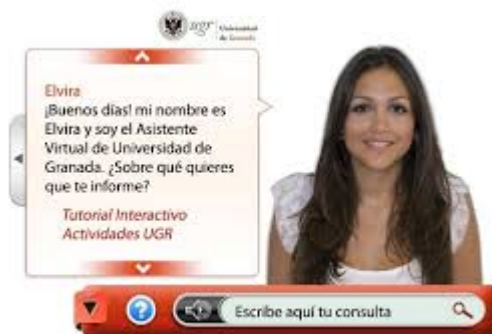 ugr
Universidad
de Granada
Elvira
¡Buenos días! mi nombre es
Elvira y soy el Asistente
Virtual de Universidad de
Granada. ¿Sobre qué quieres
que te informe?
Tutorial Interactivo
Actividades UGR
?
Escribe aquí tu consulta